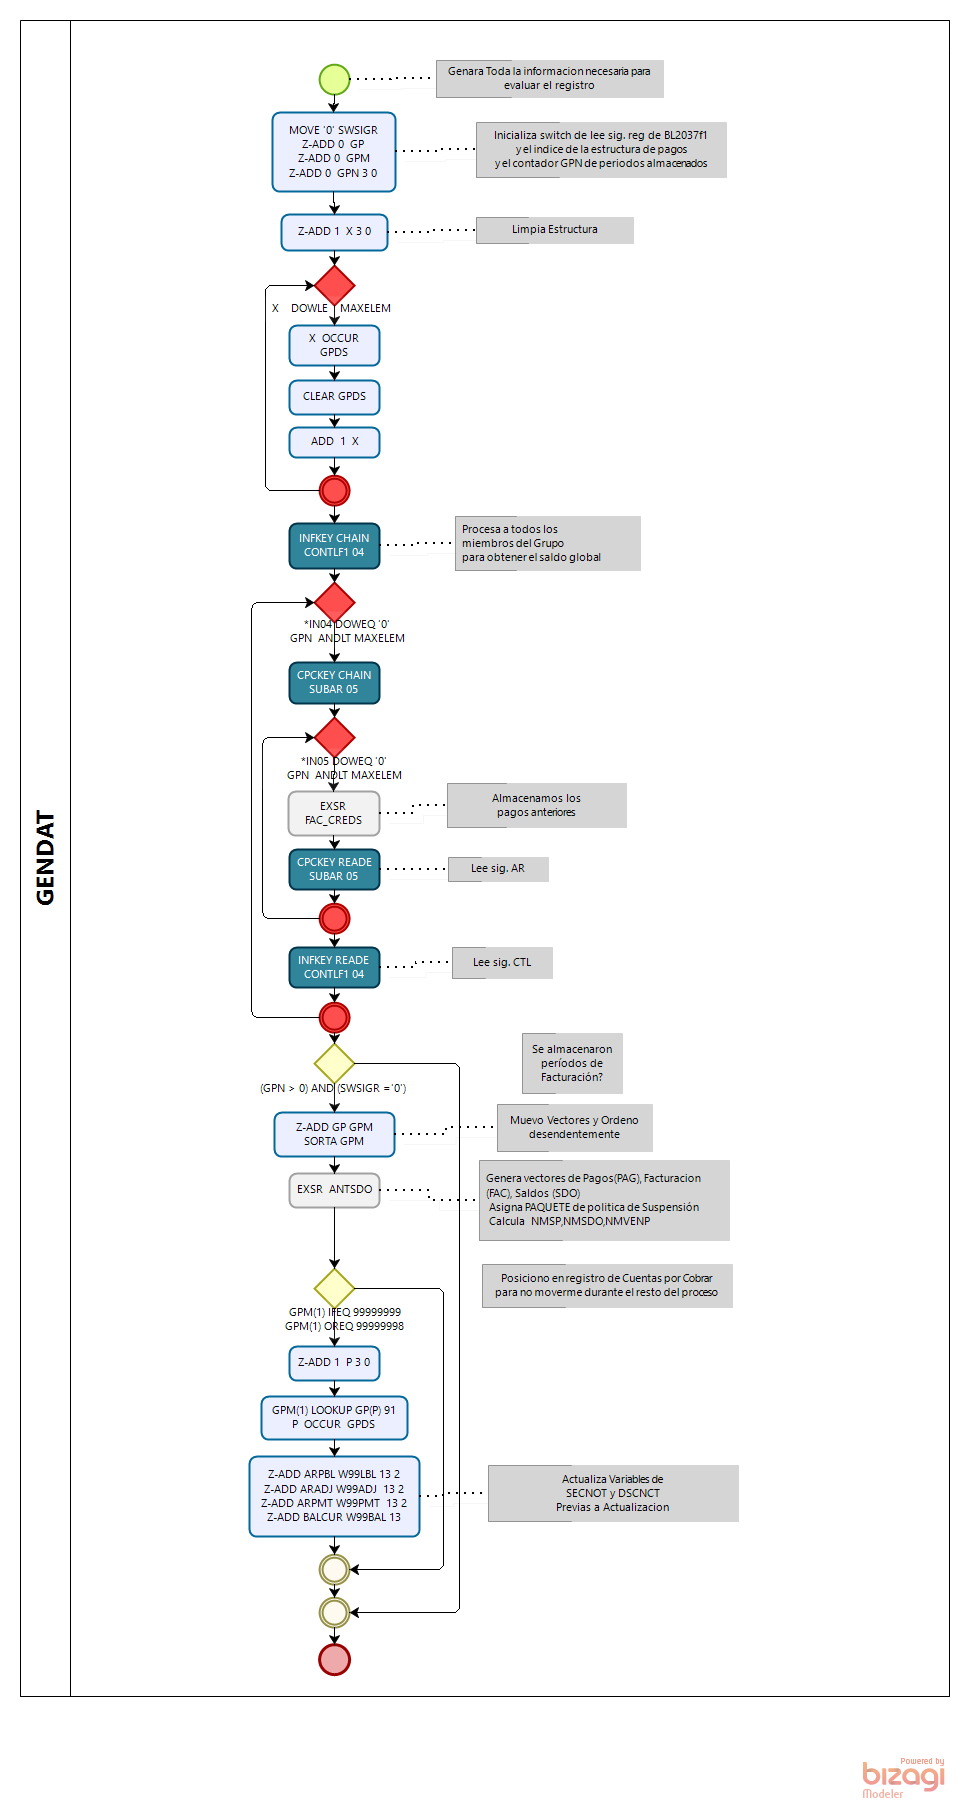 GENDAT
Genara Toda la informacion necesaria para
evaluar el registro
MOVE '0' SWSIGR
Z-ADD 0 GP
Z-ADD 0 GPM
Z-ADD 0 GPN 3 0
Inicializa switch de lee sig. reg de BL2037f1
y el indice de la estructura de pagos
y el contador GPN de periodos almacenados
Z-ADD 1 X 3 0
Limpia Estructura
X DOWLE MAXELEM
X OCCUR
GPDS
CLEAR GPDS
ADD 1 X
INFKEY CHAIN
CONTLF1 04
Procesa a todos los
miembros del Grupo
para obtener el saldo global
*IN04 DOWEQ '0'
GPN ANDLT MAXELEM
CPCKEY CHAIN
SUBAR 05
*IN05 DOWEQ '0'
GPN ANDLT MAXELEM
EXSR
FAC_CREDS
Almacenamos los
pagos anteriores
CPCKEY READE
SUBAR 05
Lee sig. AR
INFKEY READE
CONTLF1 04
Lee sig. CTL
Se almacenaron
períodos de
Facturación?
(GPN > 0) AND (SWSIGR ='0')
Z-ADD GP GPM
SORTA GPM
Muevo Vectores y Ordeno
desendentemente
EXSR ANTSDO
Genera vectores de Pagos(PAG), Facturacion
(FAC), Saldos (SDO)
Asigna PAQUETE de politica de Suspensión
Calcula NMSP,NMSDO,NMVENP
Posiciono en registro de Cuentas por Cobrar
para no moverme durante el resto del proceso
GPM(1) IFEQ 99999999
GPM(1) OREQ 99999998
Z-ADD 1 P 3 0
GPM(1) LOOKUP GP(P) 91
P OCCUR GPDS
Z-ADD ARPBL W99LBL 13 2
Z-ADD ARADJ W99ADJ 13 2
Z-ADD ARPMT W99PMT 13 2
Z-ADD BALCUR W99BAL 13
Actualiza Variables de
SECNOT y DSCNCT
Previas a Actualizacion
Powered by
bizagi
Modeler